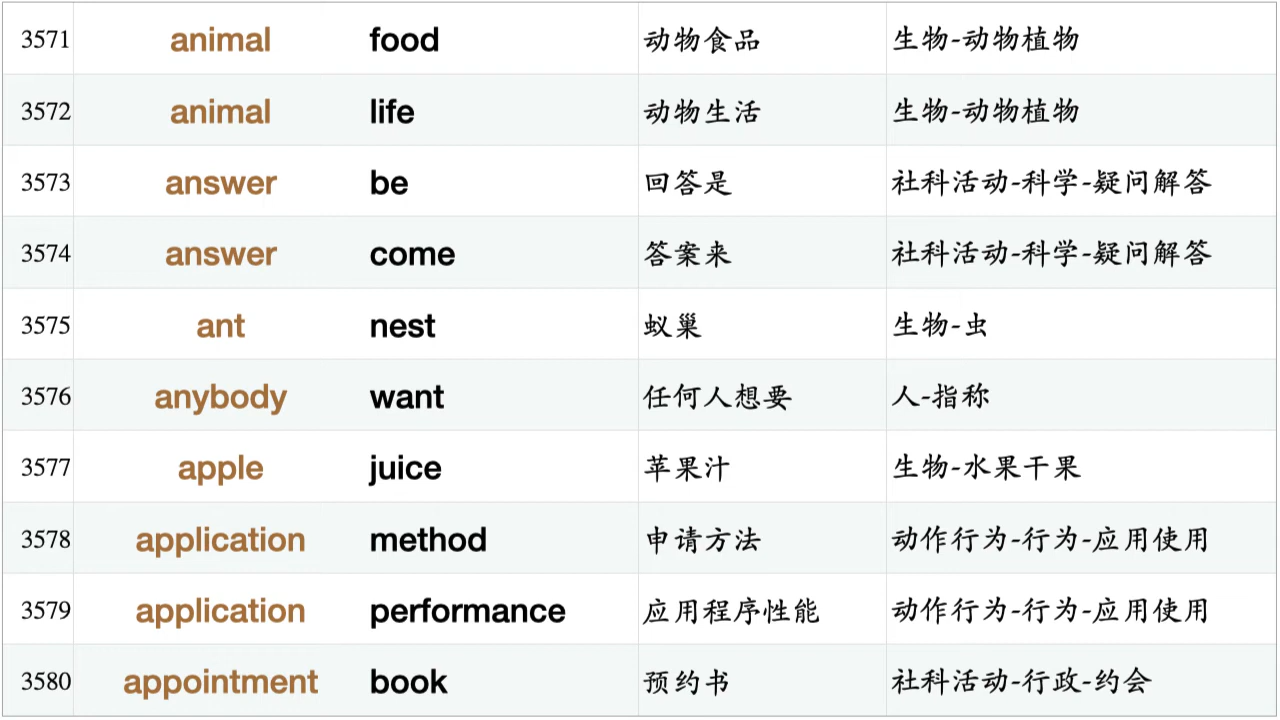 3571 animal food 动物食品 生物-动物植物
3572 animal life 动物生活 生物-动物植物
3573 answer be 回答是 社科活动-科学-疑问解答
3574 answer come 答案来 社科活动-科学-疑问解答
3575 ant nest 蚁巢 生物-虫
3576 anybody want 任何人想要 人-指称
3577 apple juice 苹果汁 生物-水果干果
3578 application method 申请方法 动作行为-行为-应用使用
3579 application performance 应用程序性能 动作行为-行为-应用使用
3580 appointment book 预约书 社科活动-行政-约会